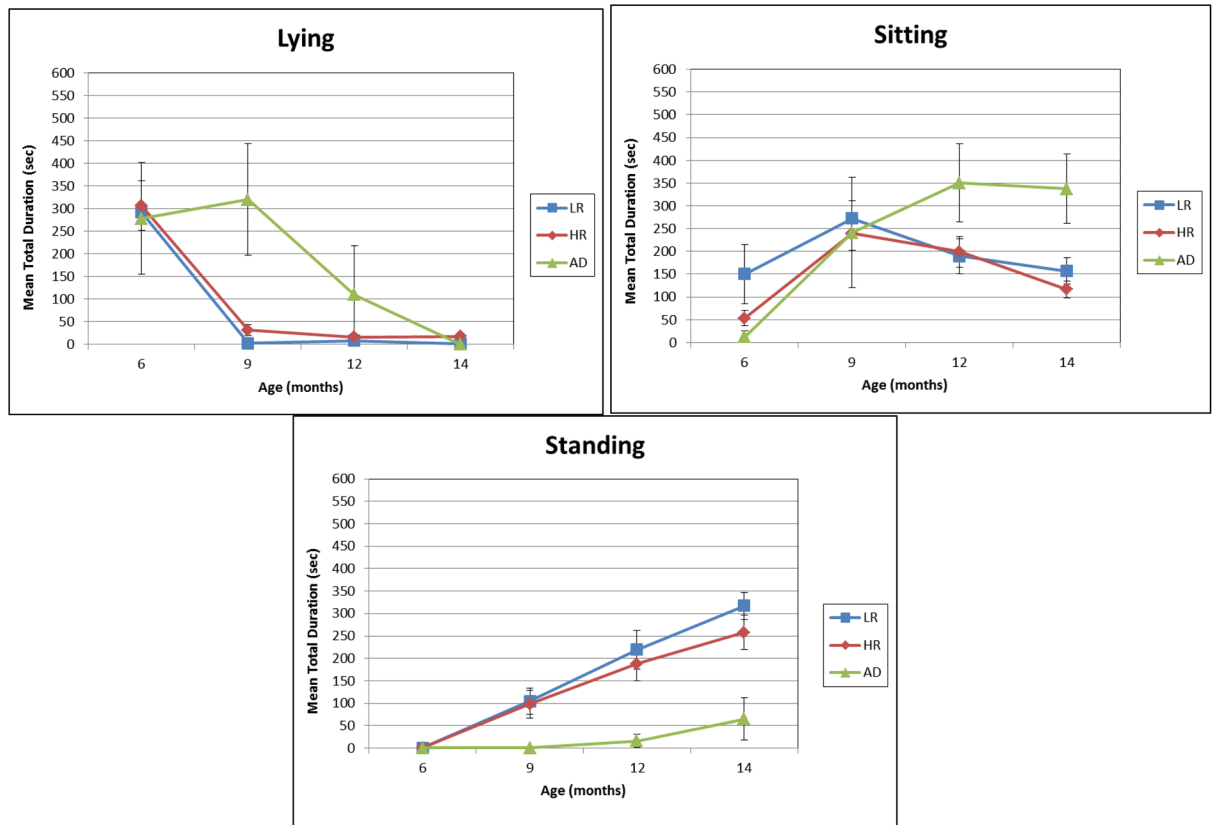 Lying
Mean Total Duration (sec)
600
550
500
450
400
350
300
250
200
150
100
50
0
6 9 12 14
Age (months)
LR
HR
AD
Sitting
Mean Total Duration (sec)
600
550
500
450
400
350
300
250
200
150
100
50
0
6 9 12 14
Age (months)
LR
HR
AD
Standing
Mean Total Duration (sec)
600
550
500
450
400
350
300
250
200
150
100
50
0
6 9 12 14
Age (months)
LR
HR
AD